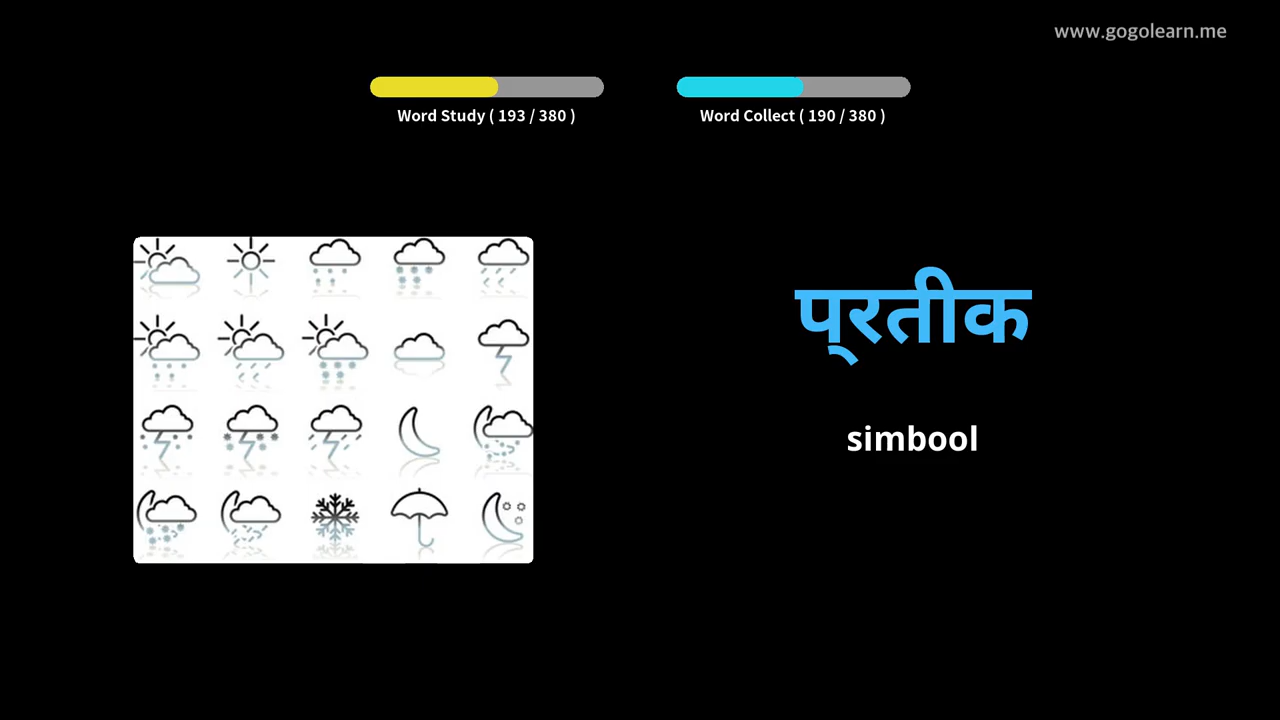 www.gogolearn.me
Word Study ( 193 / 380 )
Word Collect ( 190 / 380 )
प्रतीक
simbool